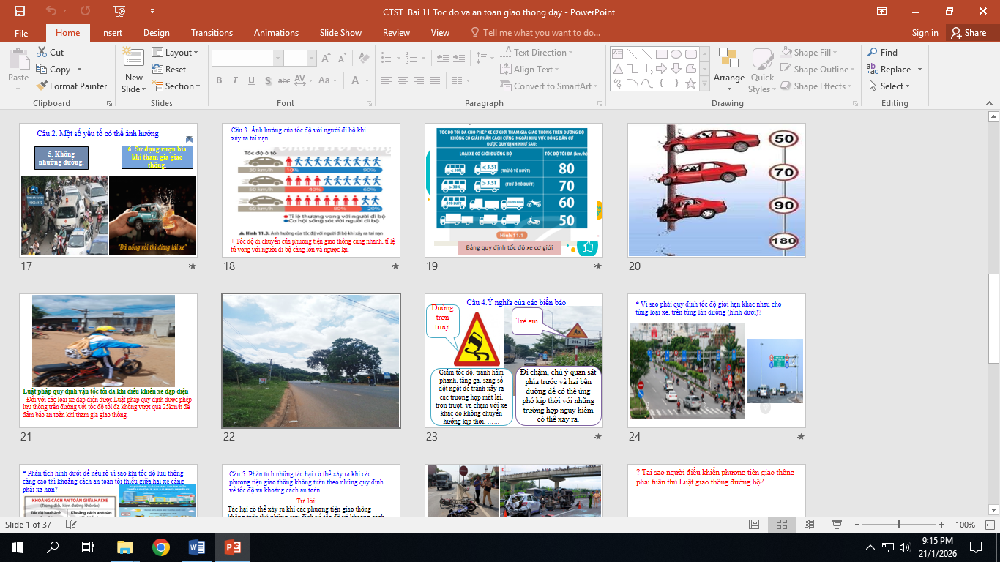 CTST Bai 11 Toc do va an toan giao thong dạy - PowerPoint
File
Home
Insert
Design
Transitions
Animations
Slide Show
Review
View
Tell me what you want to do...
Sign in
Share
Paste
Cut
Copy
Format Painter
Clipboard
New Slide
Layout
Reset
Section
Slides
B I U S abc AV Aa A
Font
Text Direction
Align Text
Convert to SmartArt
Paragraph
Arrange
Quick Styles
Shape Fill
Shape Outline
Shape Effects
Drawing
Find
Replace
Select
Editing
Câu 2. Một số yếu tố có thể ảnh hưởng
5. Không
nhường đường.
6. Sử dụng rượu bia
khi tham gia giao
thông.
"Đã uống rồi thì đừng lái xe"
17
Câu 3. Ảnh hưởng của tốc độ với người đi bộ khi
xảy ra tai nạn
Tốc độ ô tô
30 km/h 10% 90%
50 km/h 40% 60%
60 km/h 80% 20%
Tỉ lệ thương vong với người đi bộ
Cơ hội sống sót với người đi bộ
Hình 11.3. Ảnh hưởng của tốc độ với người đi bộ khi xảy ra tai nạn
+ Tốc độ di chuyển của phương tiện giao thông càng nhanh, tỉ lệ
tử vong với người đi bộ càng lớn và ngược lại.
18
TỐC ĐỘ TỐI ĐA CHO PHÉP XE CƠ GIỚI THAM GIA GIAO THÔNG TRÊN ĐƯỜNG BỘ
KHÔNG CÓ GIẢI PHÂN CÁCH CỨNG NGOÀI KHU VỰC ĐÔNG DÂN CƯ
ĐƯỢC QUY ĐỊNH NHƯ SAU:
LOẠI XE CƠ GIỚI ĐƯỜNG BỘ TỐC ĐỘ TỐI ĐA (km/h)
< 3.5T (TRỪ Ô TÔ BUÝT) 80
> 3.5T (TRỪ Ô TÔ BUÝT) 70
Ô TÔ BUÝT 60
50
Hình 11.1
Bảng quy định tốc độ xe cơ giới
19
50
70
90
180
20
Luật pháp quy định vận tốc tối đa khi điều khiển xe đạp điện
- Đối với các loại xe đạp điện được Luật pháp quy định được phép
lưu thông trên đường với tốc độ tối đa không vượt quá 25km/h để
đảm bảo an toàn khi tham gia giao thông.
21
22
Câu 4.Ý nghĩa của các biển báo
Đường
trơn
trượt
Trẻ em
Giảm tốc độ, tránh hãm
phanh, tăng ga, sang số
đột ngột để tránh xảy ra
các trường hợp mất lái,
trơn trượt, va chạm với xe
khác do không chuyển
hướng kịp thời, ……
Đi chậm, chú ý quan sát
phía trước và hai bên
đường để có thể ứng
phó kịp thời với những
trường hợp nguy hiểm
có thể xảy ra.
23
* Vì sao phải quy định tốc độ giới hạn khác nhau cho
từng loại xe, trên từng làn đường (hình dưới)?
24
* Phân tích hình dưới để nêu rõ vì sao khi tốc độ lưu thông
càng cao thì khoảng cách an toàn tối thiểu giữa hai xe càng
phải xa hơn?
KHOẢNG CÁCH AN TOÀN GIỮA HAI XE
(Trong điều kiện đường khô ráo)
Tốc độ lưu hành Khoảng cách an toàn
Câu 5. Phân tích những tác hại có thể xảy ra khi các
phương tiện giao thông không tuân theo những quy định
về tốc độ và khoảng cách an toàn.
Trả lời:
Tác hại có thể xảy ra khi các phương tiện giao thông
? Tại sao người điều khiển phương tiện giao thông
phải tuân thủ Luật giao thông đường bộ?
Slide 1 of 37
100%
9:15 PM
21/1/2026